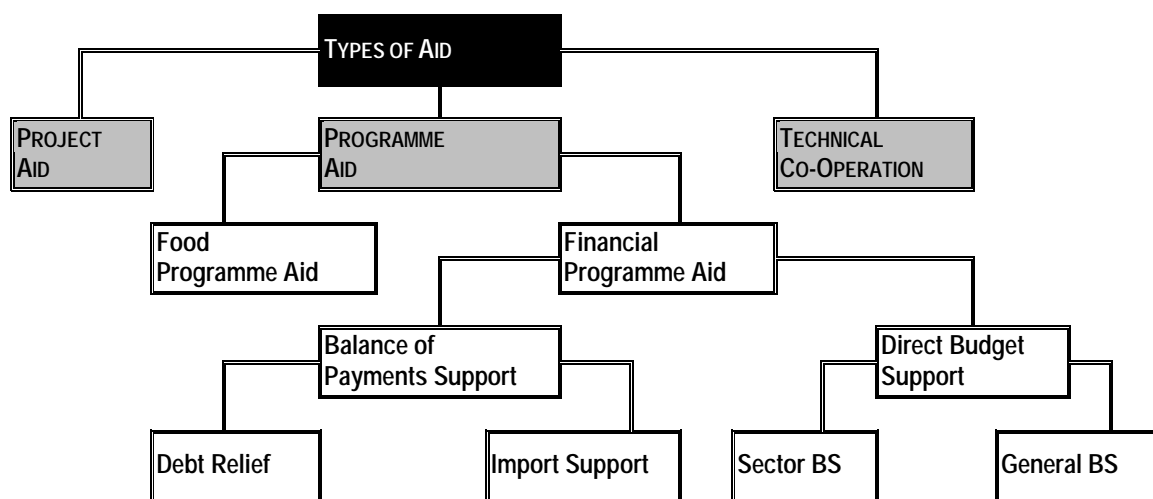 TYPES OF AID
PROJECT
AID
PROGRAMME
AID
TECHNICAL
CO-OPERATION
Food
Programme Aid
Financial
Programme Aid
Balance of
Payments Support
Direct Budget
Support
Debt Relief
Import Support
Sector BS
General BS